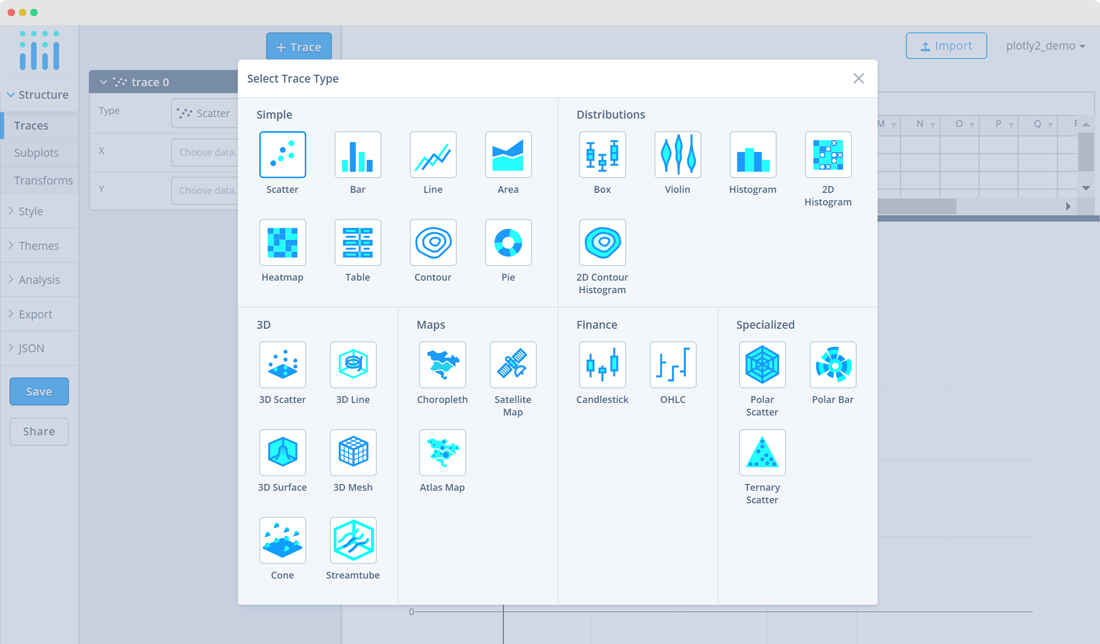 + Trace
Import
plotly2_demo
Structure
Traces
Subplots
Transforms
Style
Themes
Analysis
Export
JSON
Save
Share
trace 0
Type
Scatter
X
Choose data.
Y
Choose data.
M
N
O
P
Q
Select Trace Type
Simple
Scatter
Bar
Line
Area
Heatmap
Table
Contour
Pie
Distributions
Box
Violin
Histogram
2D
Histogram
2D Contour
Histogram
3D
3D Scatter
3D Line
3D Surface
3D Mesh
Cone
Streamtube
Maps
Choropleth
Satellite
Map
Atlas Map
Finance
Candlestick
OHLC
Specialized
Polar
Scatter
Polar Bar
Ternary
Scatter
0